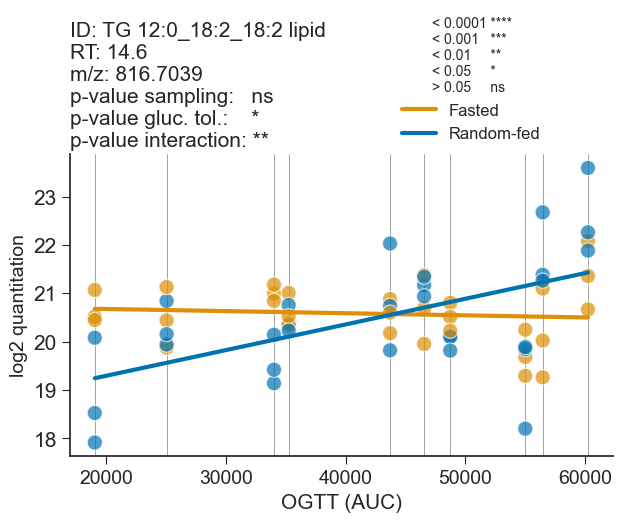 ID: TG 12:0_18:2_18:2 lipid
RT: 14.6
m/z: 816.7039
p-value sampling: ns
p-value gluc. tol.: *
p-value interaction: **
< 0.0001 ****
< 0.001 ***
< 0.01 **
< 0.05 *
> 0.05 ns
Fasted
Random-fed
log2 quantitation
23
22
21
20
19
18
20000 30000 40000 50000 60000
OGTT (AUC)